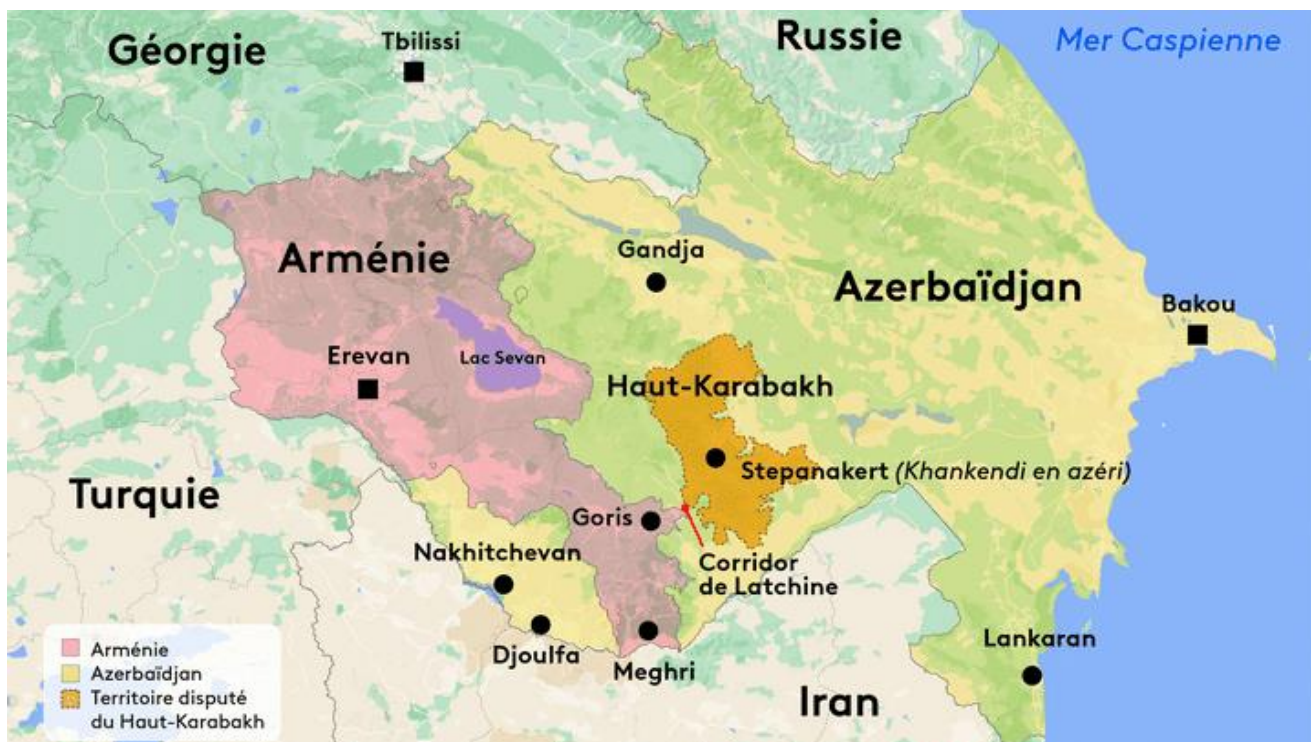 Géorgie
Tbilissi
Russie
Mer Caspienne
Arménie
Gandja
Azerbaïdjan
Bakou
Erevan
Lac Sevan
Haut-Karabakh
Turquie
Stepanakert (Khankendi en azéri)
Goris
Nakhitchevan
Corridor
de Latchine
Djoulfa
Meghri
Lankaran
Iran
Arménie
Azerbaïdjan
Territoire disputé
du Haut-Karabakh